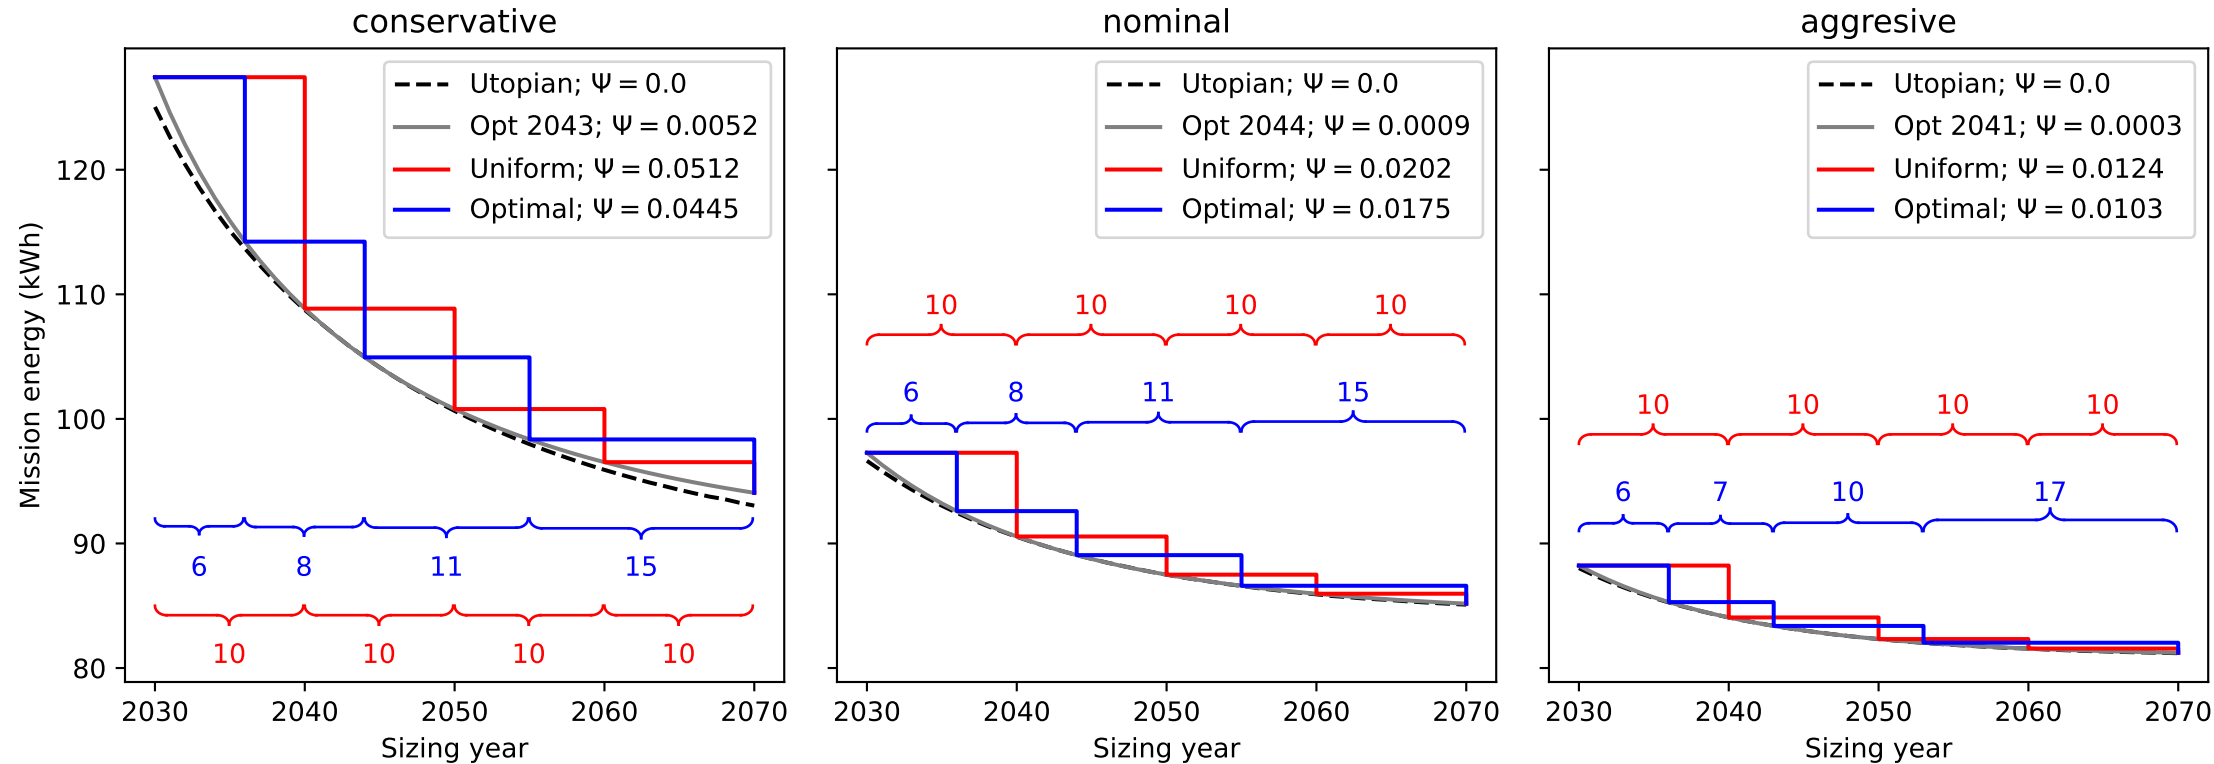 conservative
Utopian; Ψ = 0.0
Opt 2043; Ψ = 0.0052
Uniform; Ψ = 0.0512
Optimal; Ψ = 0.0445
Mission energy (kWh)
120
110
100
90
80
6 8 11 15
10 10 10 10
2030 2040 2050 2060 2070
Sizing year
nominal
Utopian; Ψ = 0.0
Opt 2044; Ψ = 0.0009
Uniform; Ψ = 0.0202
Optimal; Ψ = 0.0175
10 10 10 10
6 8 11 15
2030 2040 2050 2060 2070
Sizing year
aggresive
Utopian; Ψ = 0.0
Opt 2041; Ψ = 0.0003
Uniform; Ψ = 0.0124
Optimal; Ψ = 0.0103
10 10 10 10
6 7 10 17
2030 2040 2050 2060 2070
Sizing year